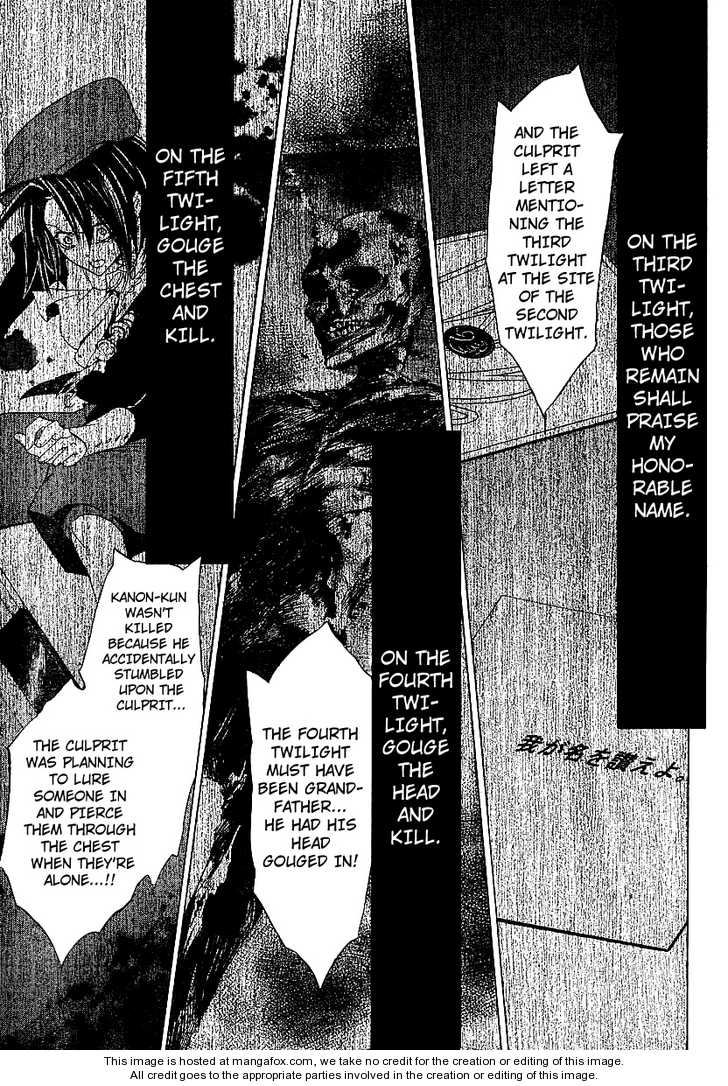 ON THE
THIRD
TWI-
LIGHT,
THOSE
WHO
REMAIN
SHALL
PRAISE
MY
HONO-
RABLE
NAME.
AND THE
CULPRIT
LEFT A
LETTER
MENTIO-
NING THE
THIRD
TWILIGHT
AT THE SITE
OF THE
SECOND
TWILIGHT.
我が名を讃えよ。
ON THE
FOURTH
TWI-
LIGHT,
GOUGE
THE
HEAD
AND
KILL.
THE FOURTH
TWILIGHT
MUST HAVE
BEEN GRAND-
FATHER...
HE HAD HIS
HEAD
GOUGED IN!
ON THE
FIFTH
TWI-
LIGHT,
GOUGE
THE
CHEST
AND
KILL.
KANON-KUN
WASN'T
KILLED
BECAUSE HE
ACCIDENTALLY
STUMBLED
UPON THE
CULPRIT...
THE CULPRIT
WAS PLANNING
TO LURE
SOMEONE IN
AND PIERCE
THEM THROUGH
THE CHEST
WHEN THEY'RE
ALONE...!!
This image is hosted at mangafox.com, we take no credit for the creation or editing of this image.
All credit goes to the appropriate parties involved in the creation or editing of this image.